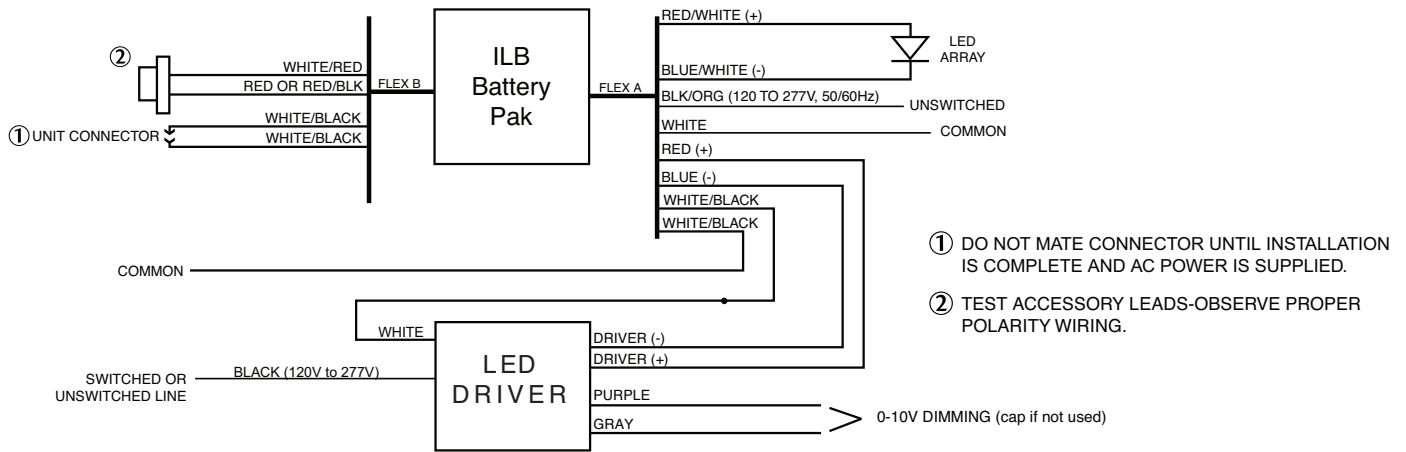 ②
WHITE/RED
RED OR RED/BLK
① UNIT CONNECTOR
WHITE/BLACK
WHITE/BLACK
FLEX B
ILB
Battery
Pak
FLEX A
RED/WHITE (+)
LED
ARRAY
BLUE/WHITE (-)
BLK/ORG (120 TO 277V, 50/60Hz)
UNSWITCHED
WHITE
COMMON
RED (+)
BLUE (-)
WHITE/BLACK
WHITE/BLACK
COMMON
WHITE
BLACK (120V to 277V)
SWITCHED OR
UNSWITCHED LINE
LED
DRIVER
DRIVER (-)
DRIVER (+)
PURPLE
GRAY
0-10V DIMMING (cap if not used)
① DO NOT MATE CONNECTOR UNTIL INSTALLATION
IS COMPLETE AND AC POWER IS SUPPLIED.
② TEST ACCESSORY LEADS-OBSERVE PROPER
POLARITY WIRING.